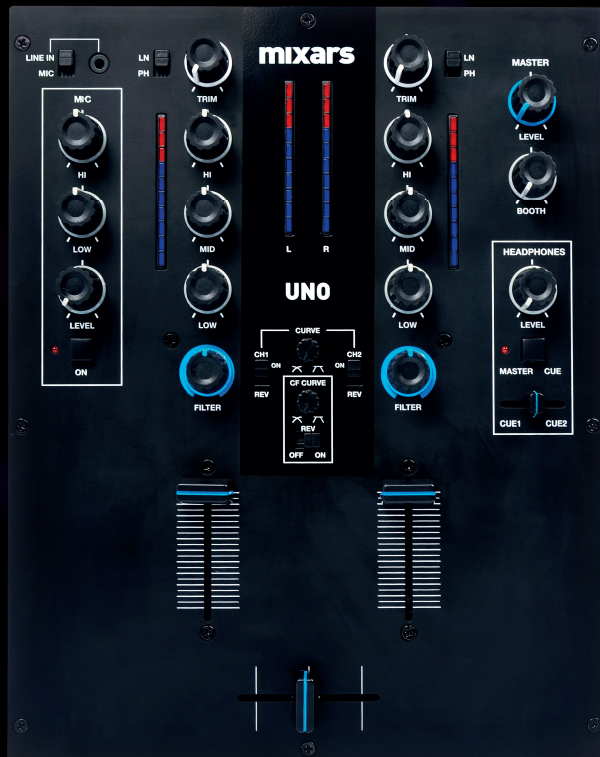 LINE IN
MIC
LN
PH
TRIM
mixars
TRIM
LN
PH
MASTER
LEVEL
MIC
HI
HI
HI
BOOTH
LOW
MID
L R
MID
HEADPHONES
LEVEL
LOW
UNO
LOW
LEVEL
ON
FILTER
CURVE
CH1
ON
ON
CH2
REV
REV
CF CURVE
REV
OFF ON
FILTER
MASTER CUE
CUE1 CUE2